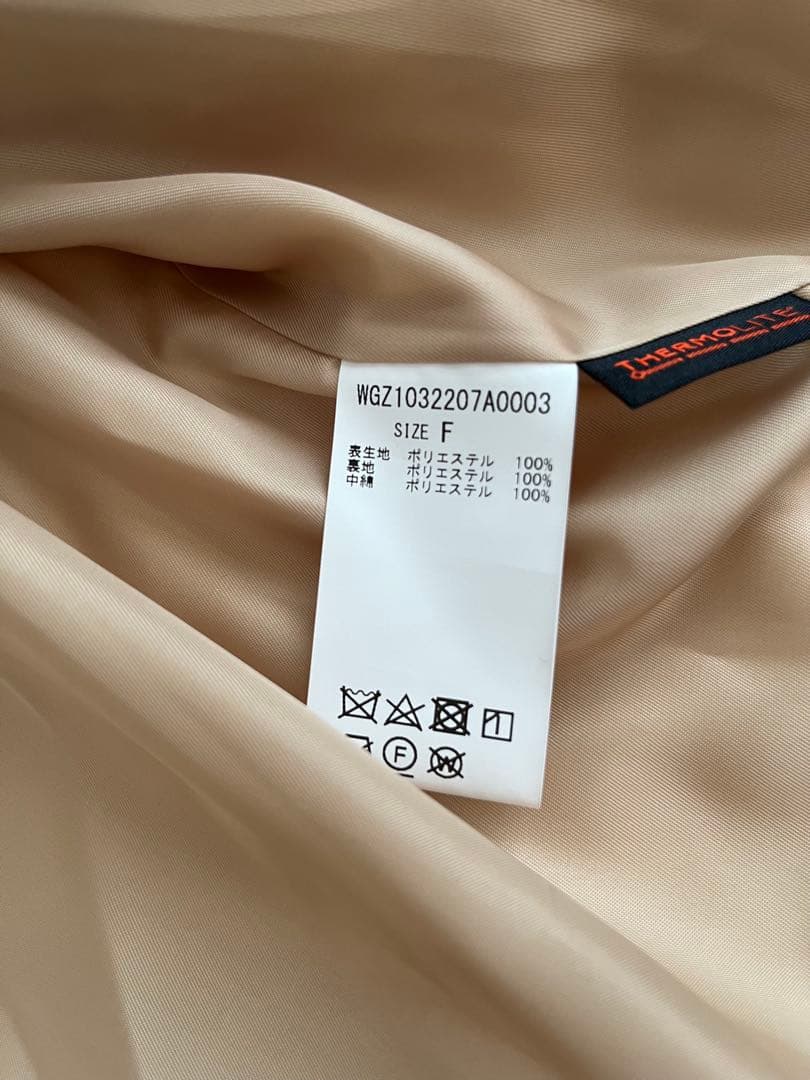 THERMOLITE
WGZ1032207A0003
SIZE F
表生地 ポリエステル 100%
裏地 ポリエステル 100%
中綿 ポリエステル 100%
F
W